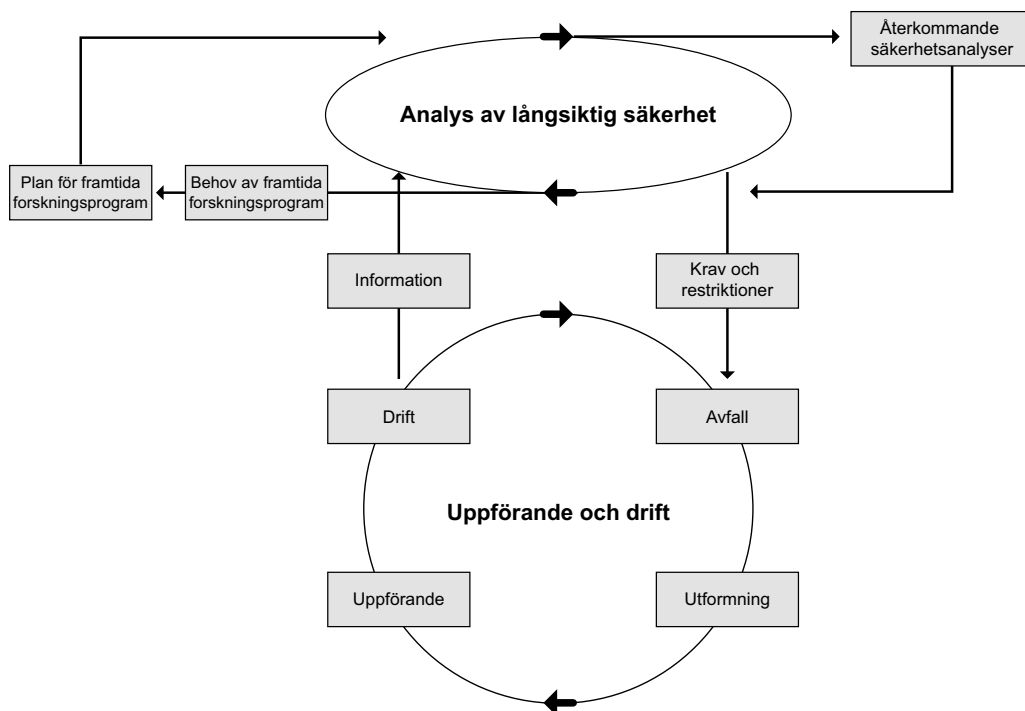 Återkommande
säkerhetsanalyser
Analys av långsiktig säkerhet
Plan för framtida
forskningsprogram
Behov av framtida
forskningsprogram
Information
Krav och
restriktioner
Drift
Avfall
Uppförande och drift
Uppförande
Utformning